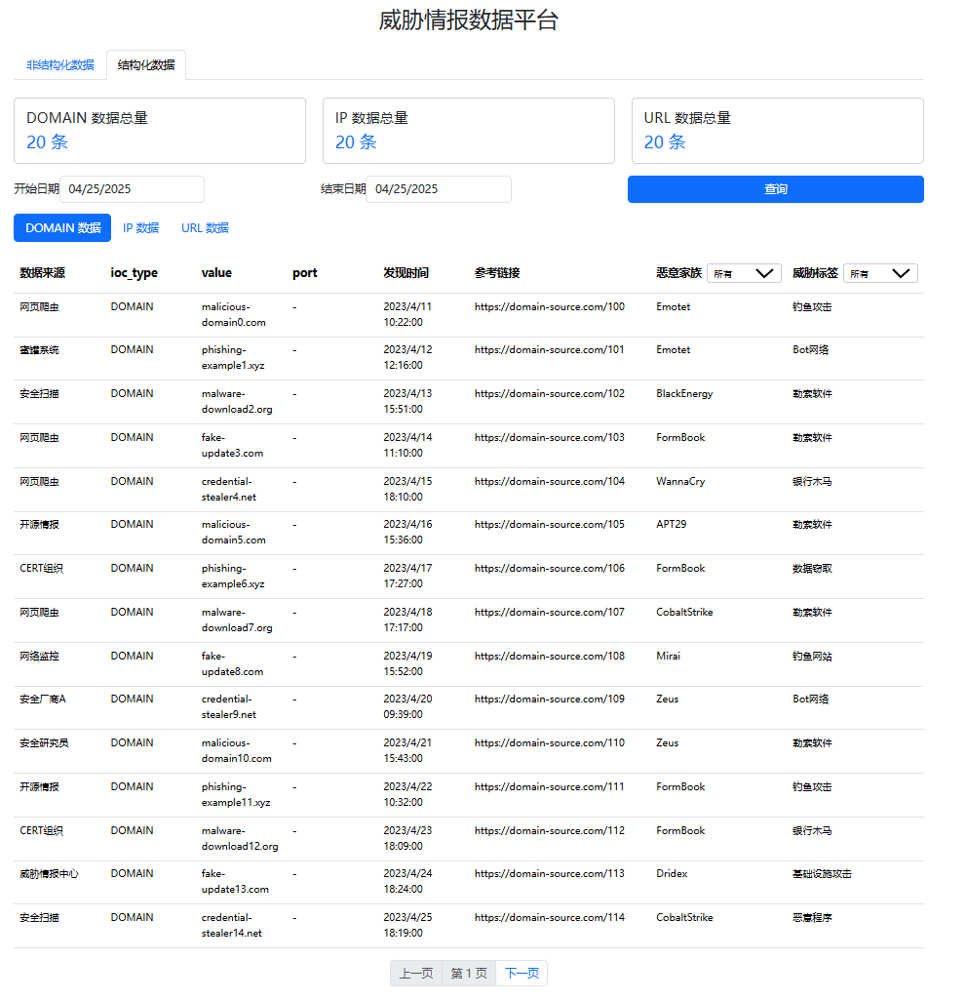 威胁情报数据平台
非结构化数据 结构化数据
DOMAIN 数据总量 IP 数据总量 URL 数据总量
20 条 20 条 20 条
开始日期 04/25/2025 结束日期 04/25/2025 查询
DOMAIN 数据 IP 数据 URL 数据
数据来源 ioc_type value port 发现时间 参考链接 恶意家族 所有 威胁标签 所有
网页爬虫 DOMAIN malicious- - 2023/4/11 https://domain-source.com/100 Emotet 钓鱼攻击
domain0.com 10:22:00
蜜罐系统 DOMAIN phishing- - 2023/4/12 https://domain-source.com/101 Emotet Bot网络
example1.xyz 12:16:00
安全扫描 DOMAIN malware- - 2023/4/13 https://domain-source.com/102 BlackEnergy 勒索软件
download2.org 15:51:00
网页爬虫 DOMAIN fake- - 2023/4/14 https://domain-source.com/103 FormBook 勒索软件
update3.com 11:10:00
网页爬虫 DOMAIN credential- - 2023/4/15 https://domain-source.com/104 WannaCry 银行木马
stealer4.net 18:10:00
开源情报 DOMAIN malicious- - 2023/4/16 https://domain-source.com/105 APT29 勒索软件
domain5.com 15:36:00
CERT组织 DOMAIN phishing- - 2023/4/17 https://domain-source.com/106 FormBook 数据窃取
example6.xyz 17:27:00
网页爬虫 DOMAIN malware- - 2023/4/18 https://domain-source.com/107 CobaltStrike 勒索软件
download7.org 17:17:00
网络监控 DOMAIN fake- - 2023/4/19 https://domain-source.com/108 Mirai 钓鱼网站
update8.com 15:52:00
安全厂商A DOMAIN credential- - 2023/4/20 https://domain-source.com/109 Zeus Bot网络
stealer9.net 09:39:00
安全研究员 DOMAIN malicious- - 2023/4/21 https://domain-source.com/110 Zeus 勒索软件
domain10.com 15:43:00
开源情报 DOMAIN phishing- - 2023/4/22 https://domain-source.com/111 FormBook 钓鱼攻击
example11.xyz 10:32:00
CERT组织 DOMAIN malware- - 2023/4/23 https://domain-source.com/112 FormBook 银行木马
download12.org 18:09:00
威胁情报中心 DOMAIN fake- - 2023/4/24 https://domain-source.com/113 Dridex 基础设施攻击
update13.com 18:24:00
安全扫描 DOMAIN credential- - 2023/4/25 https://domain-source.com/114 CobaltStrike 恶意程序
stealer14.net 18:19:00
上一页 第 1 页 下一页